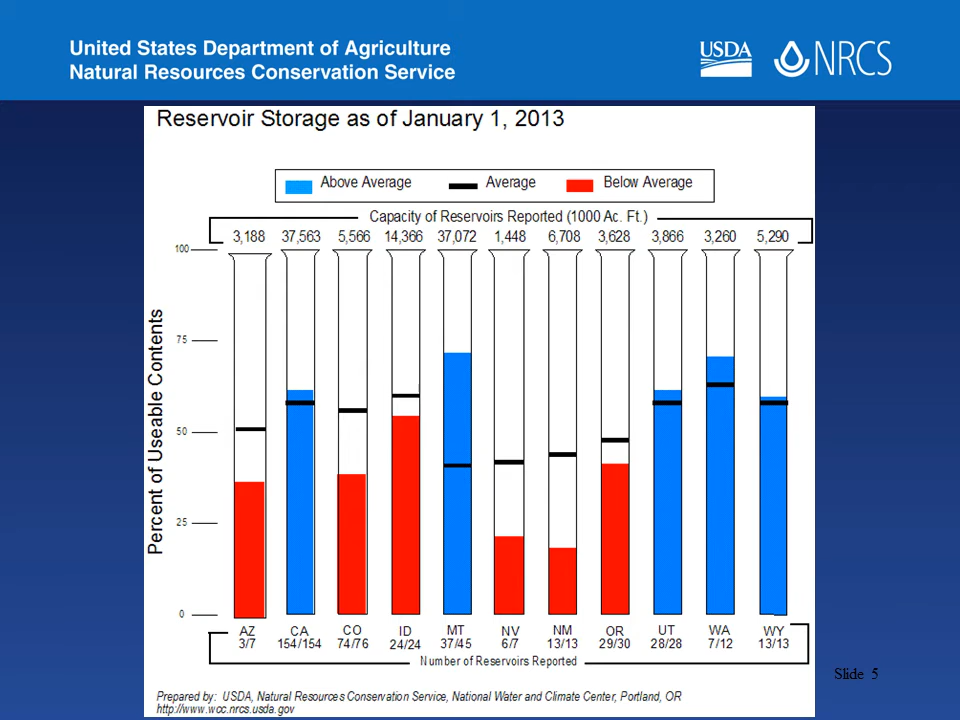 United States Department of Agriculture
Natural Resources Conservation Service
USDA
NRCS
Reservoir Storage as of January 1, 2013
Above Average Average Below Average
Capacity of Reservoirs Reported (1000 Ac. Ft.)
3,188 37,563 5,566 14,366 37,072 1,448 6,708 3,628 3,866 3,260 5,290
100
75
50
25
0
Percent of Useable Contents
AZ CA CO ID MT NV NM OR UT WA WY
3/7 154/154 74/76 24/24 37/45 6/7 13/13 29/30 28/28 7/12 13/13
Number of Reservoirs Reported
Slide 5
Prepared by: USDA, Natural Resources Conservation Service, National Water and Climate Center, Portland, OR
http://www.wcc.nrcs.usda.gov